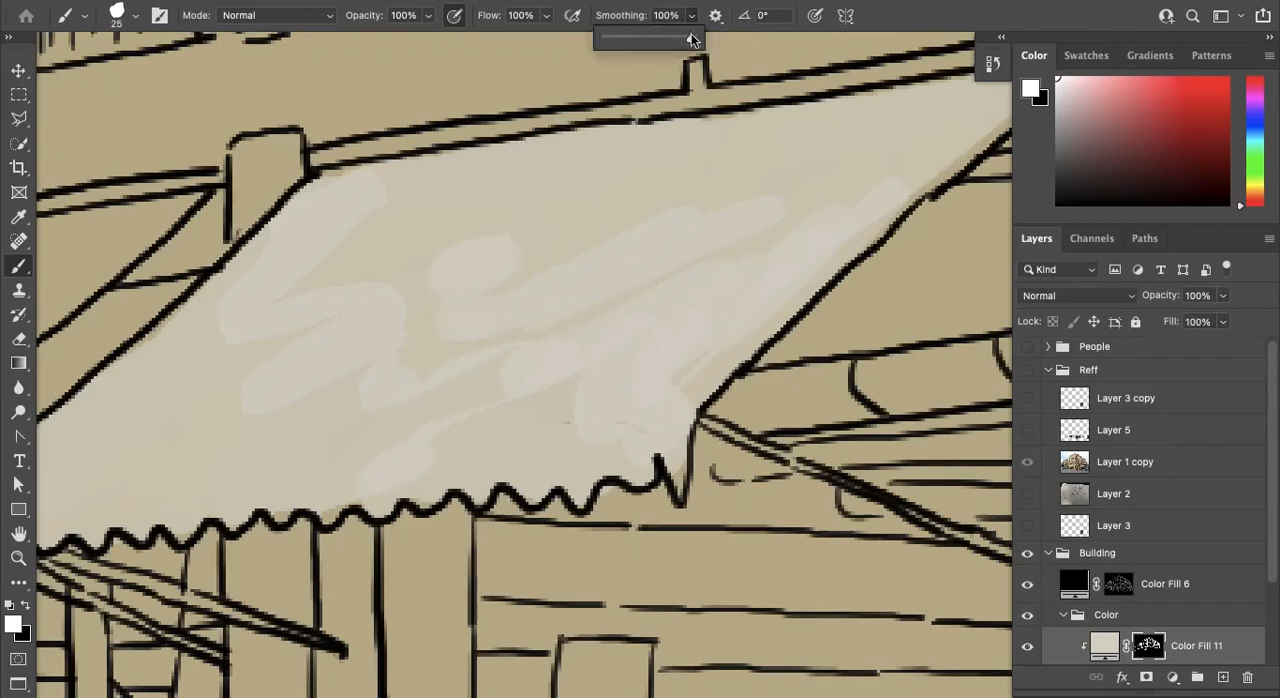 25 Mode: Normal Opacity: 100% Flow: 100% Smoothing: 100% 0°
Color Swatches Gradients Patterns
Layers Channels Paths
Kind
Normal Opacity: 100%
Lock: Fill: 100%
People
Reff
Layer 3 copy
Layer 5
Layer 1 copy
Layer 2
Layer 3
Building
Color Fill 6
Color
Color Fill 11
fx